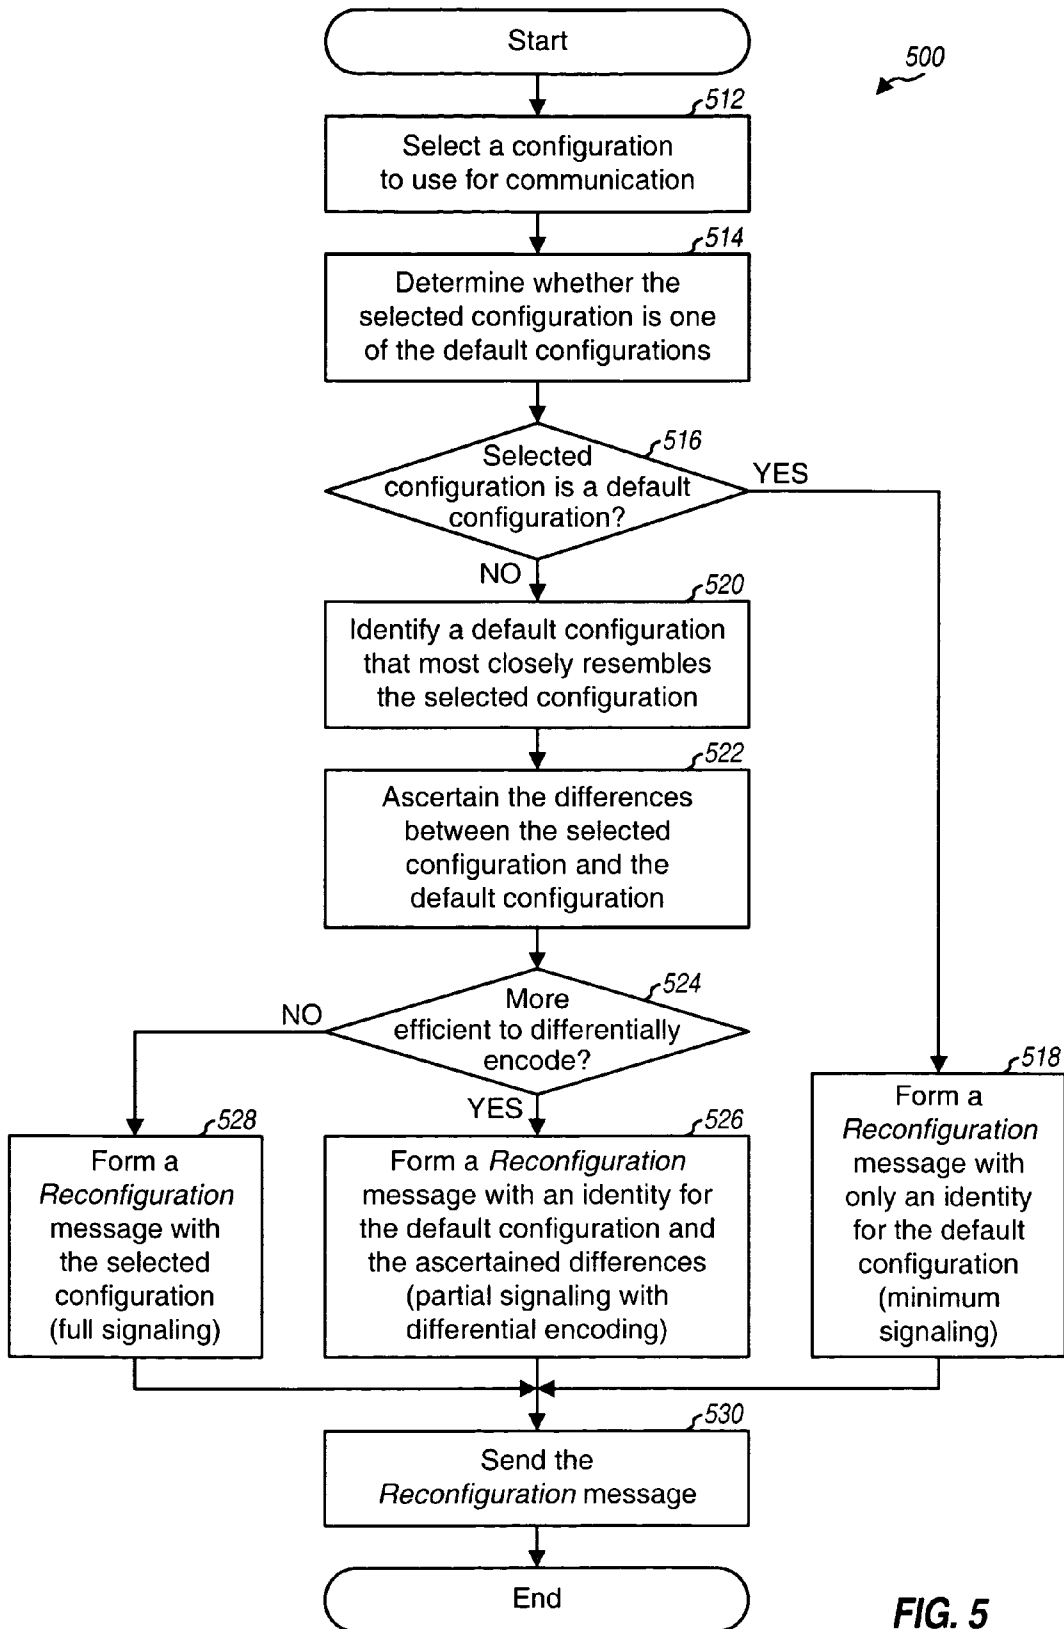 Start
500
512
Select a configuration
to use for communication
514
Determine whether the
selected configuration is one
of the default configurations
516
Selected
configuration is a default
configuration?
YES
NO
520
Identify a default configuration
that most closely resembles
the selected configuration
522
Ascertain the differences
between the selected
configuration and the
default configuration
524
More
efficient to differentially
encode?
NO
YES
528
Form a
Reconfiguration
message with
the selected
configuration
(full signaling)
526
Form a Reconfiguration
message with an identity for
the default configuration and
the ascertained differences
(partial signaling with
differential encoding)
518
Form a
Reconfiguration
message with
only an identity
for the default
configuration
(minimum
signaling)
530
Send the
Reconfiguration message
End
FIG. 5